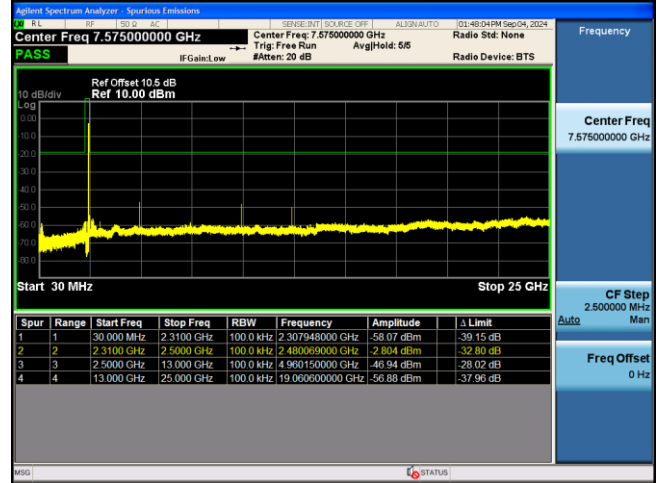 Agilent Spectrum Analyzer - Spurious Emissions
RL RF 50 Ω AC SENSE:INT SOURCE OFF ALIGN AUTO 01:48:04 PM Sep 04, 2024
Center Freq 7.575000000 GHz
Center Freq: 7.575000000 GHz
Radio Std: None
Trig: Free Run Avg|Hold: 5/5
PASS
IFGain:Low #Atten: 20 dB Radio Device: BTS
Ref Offset 10.5 dB
10 dB/div Ref 10.00 dBm
Log
0.00
-10.0
-20.0
-30.0
-40.0
-50.0
-60.0
-70.0
-80.0
Start 30 MHz Stop 25 GHz
Spur Range Start Freq Stop Freq RBW Frequency Amplitude Δ Limit
1 1 30.000 MHz 2.3100 GHz 100.0 kHz 2.307948000 GHz -58.07 dBm -39.15 dB
2 2 2.3100 GHz 2.5000 GHz 100.0 kHz 2.480069000 GHz -2.804 dBm -32.80 dB
3 3 2.5000 GHz 13.000 GHz 100.0 kHz 4.960150000 GHz -46.94 dBm -28.02 dB
4 4 13.000 GHz 25.000 GHz 100.0 kHz 19.060600000 GHz -56.88 dBm -37.96 dB
MSG STATUS
Frequency
Center Freq
7.575000000 GHz
CF Step
2.500000 MHz
Auto Man
Freq Offset
0 Hz